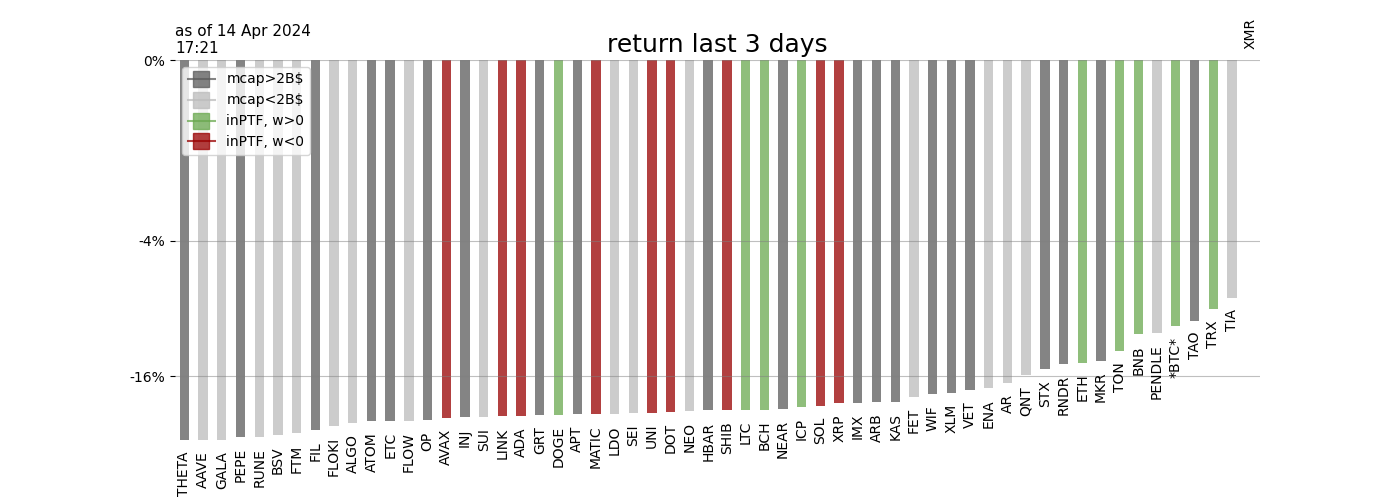 as of 14 Apr 2024
17:21
return last 3 days
XMR
0%
mcap>2B$
mcap<2B$
inPTF, w>0
inPTF, w<0
-4%
-16%
THETA
AAVE
GALA
PEPE
RUNE
BSV
FTM
FIL
FLOKI
ALGO
ATOM
ETC
FLOW
OP
AVAX
INJ
SUI
LINK
ADA
GRT
DOGE
APT
MATIC
LDO
SEI
UNI
DOT
NEO
HBAR
SHIB
LTC
BCH
NEAR
ICP
SOL
XRP
IMX
ARB
KAS
FET
WIF
XLM
VET
ENA
AR
QNT
STX
RNDR
ETH
MKR
TON
BNB
PENDLE
*BTC*
TAO
TRX
TIA